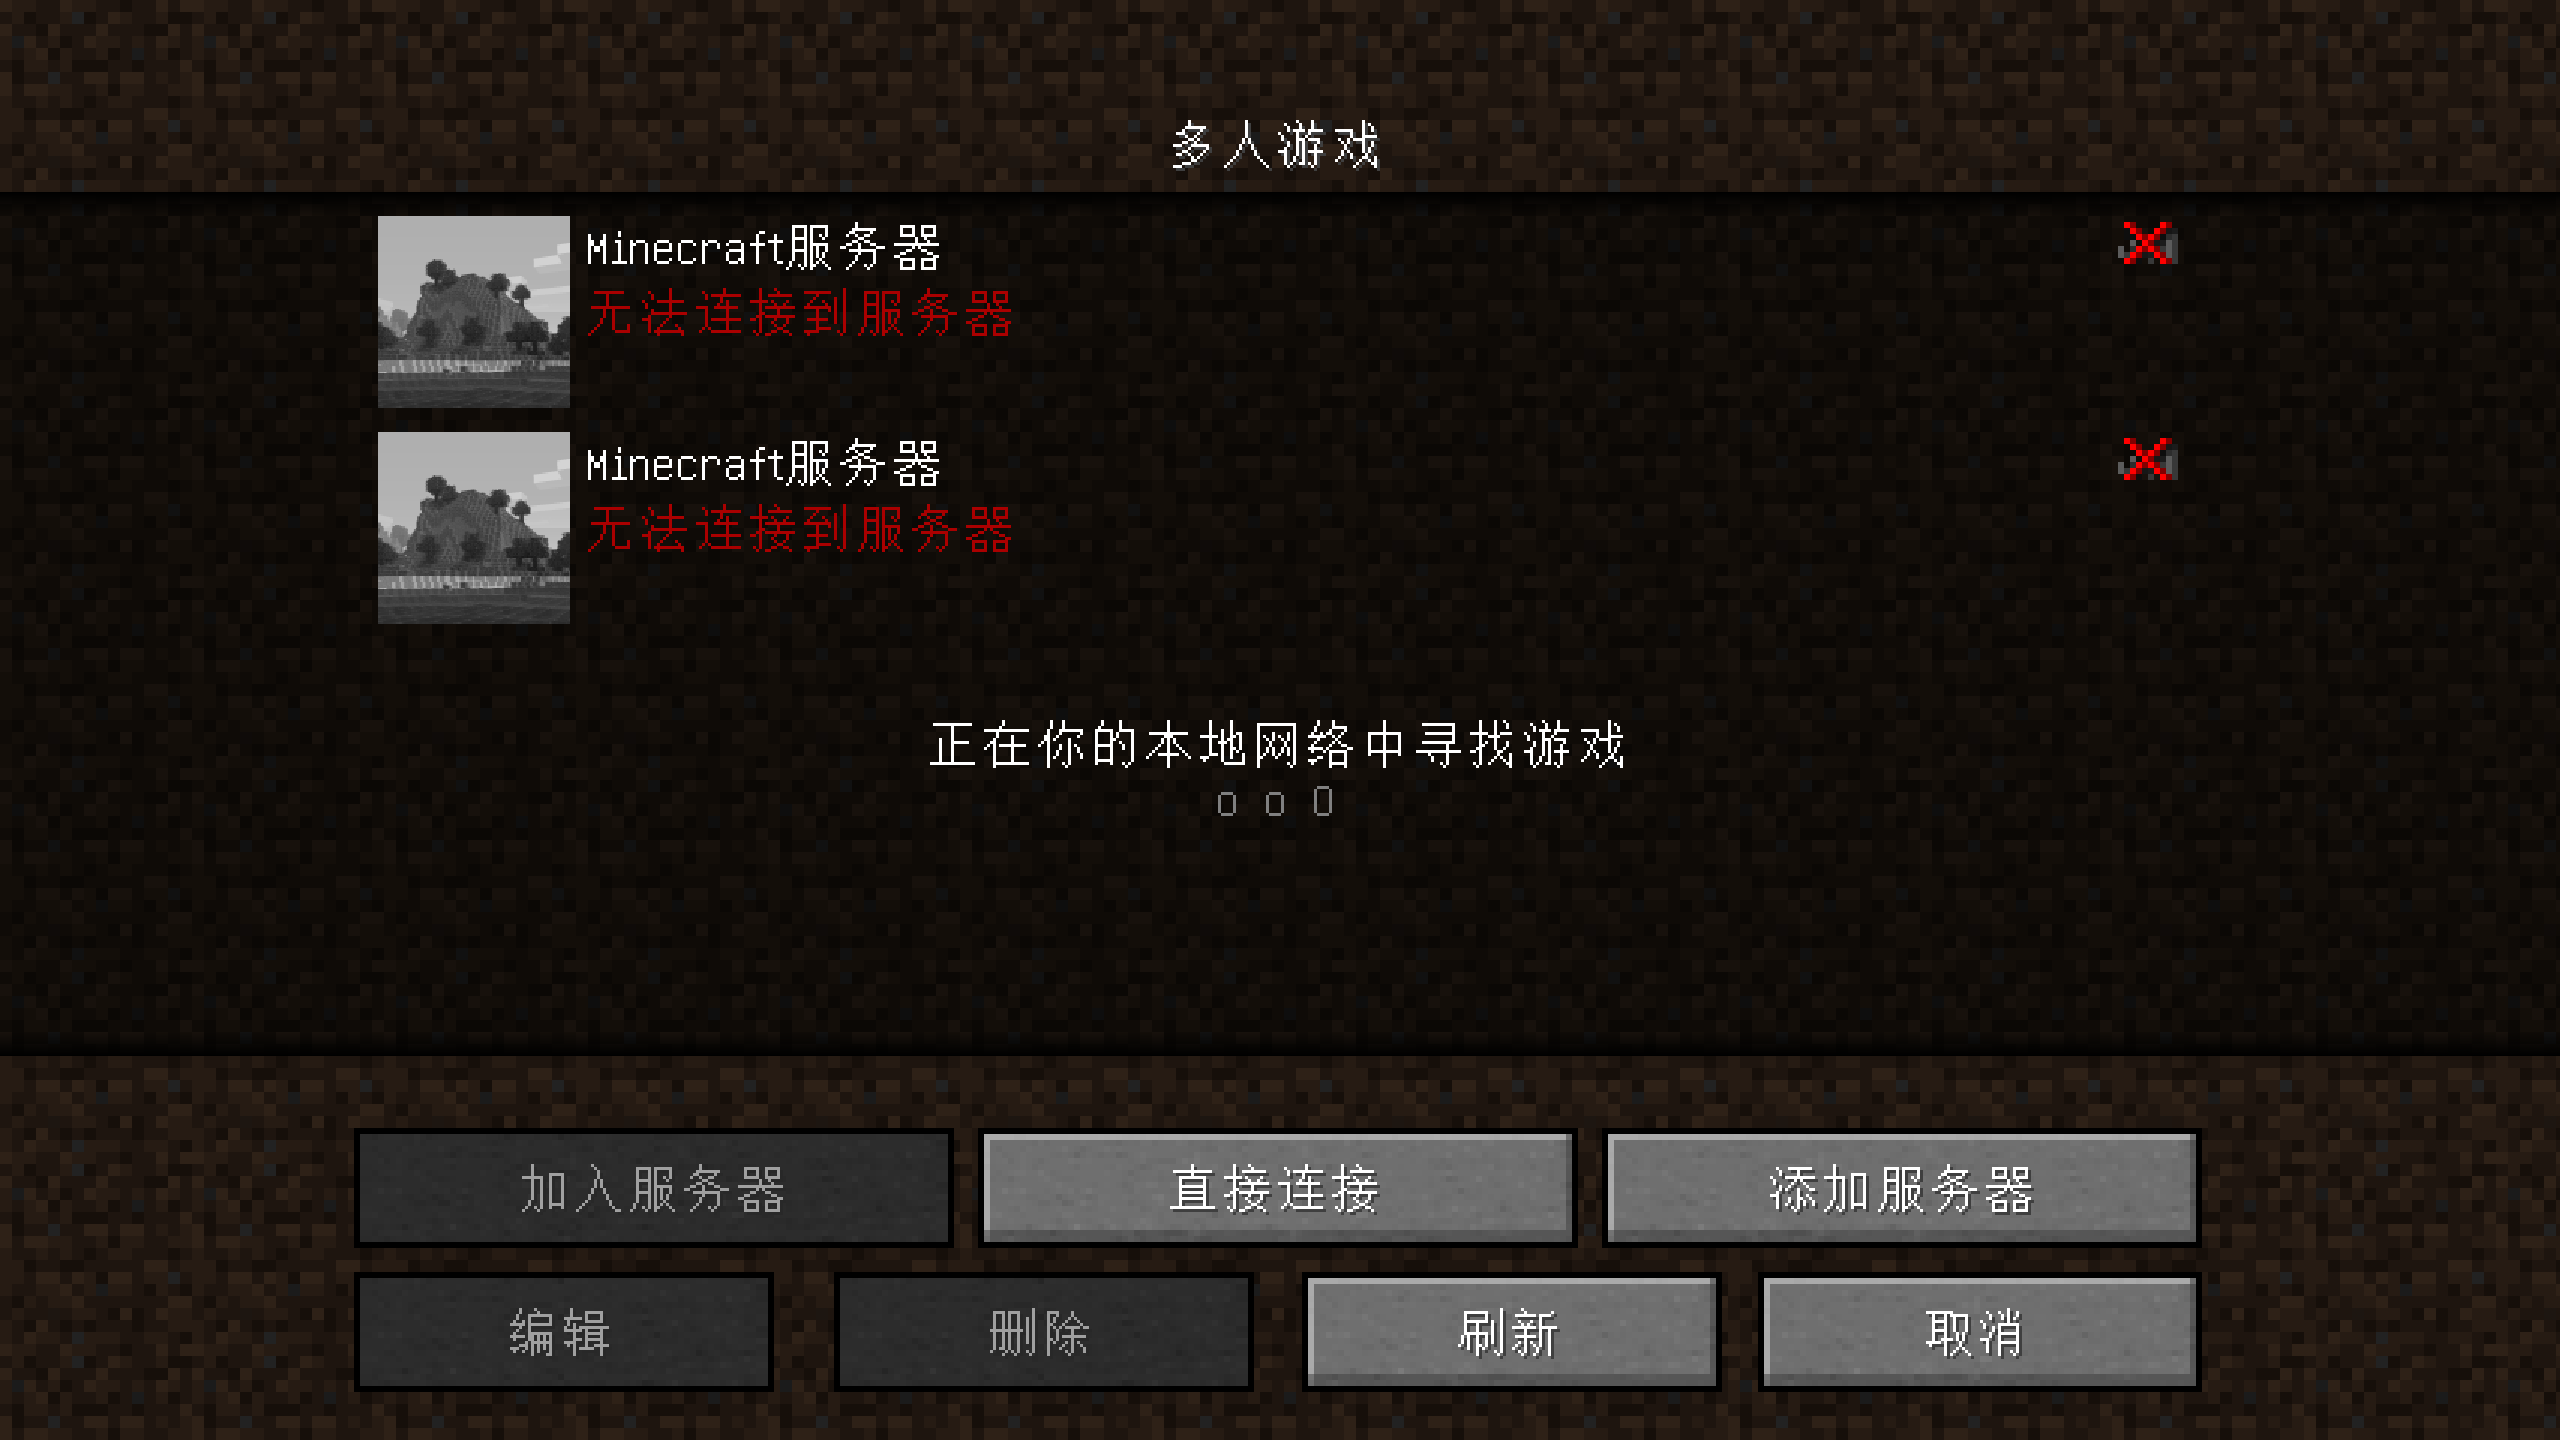 多人游戏
Minecraft服务器
无法连接到服务器
Minecraft服务器
无法连接到服务器
正在你的本地网络中寻找游戏
o o O
加入服务器
直接连接
添加服务器
编辑
删除
刷新
取消